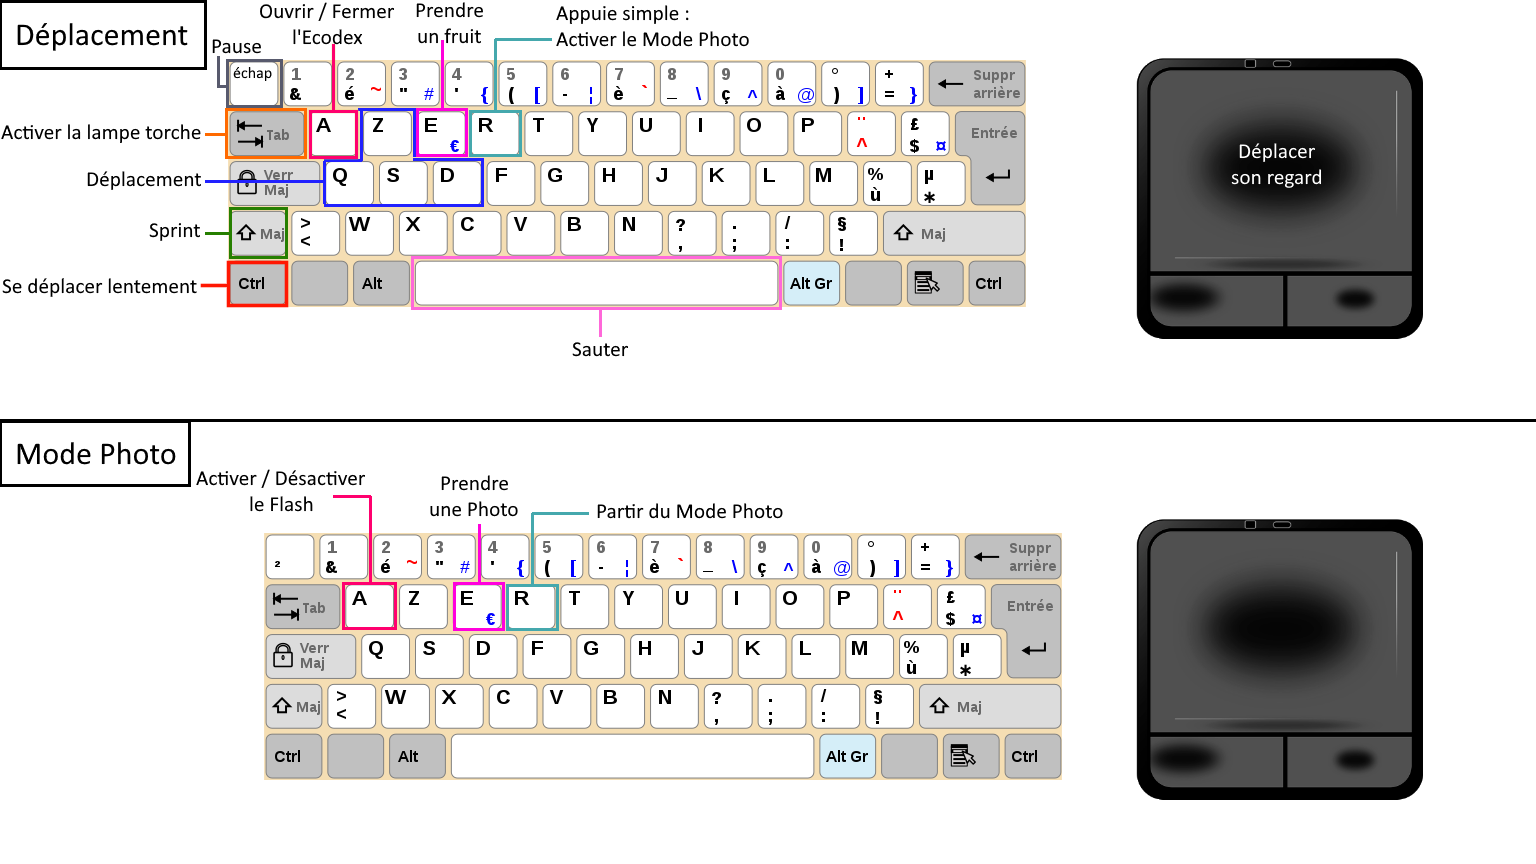 Déplacement
Ouvrir / Fermer
l'Ecodex
Prendre
un fruit
Appuie simple :
Activer le Mode Photo
Pause
échap
1 &
2 é ~
3 " #
4 ' {
5 ( [
6 - ¦
7 è `
8 _ \
9 ç ^
0 à @
° ) ]
+ = }
Suppr
arrière
Activer la lampe torche
Tab
A Z E € R T Y U I O P ¨ ^ £ $ ¤
Entrée
Déplacement
Verr
Maj
Q S D F G H J K L M % ù µ *
Sprint
Maj
> < W X C V B N ? , . ; / : § !
Maj
Se déplacer lentement
Ctrl
Alt
Alt Gr
Ctrl
Sauter
Déplacer
son regard
Mode Photo
Activer / Désactiver
le Flash
Prendre
une Photo
Partir du Mode Photo
²
1 &
2 é ~
3 " #
4 ' {
5 ( [
6 - ¦
7 è `
8 _ \
9 ç ^
0 à @
° ) ]
+ = }
Suppr
arrière
Tab
A Z E € R T Y U I O P ¨ ^ £ $ ¤
Entrée
Verr
Maj
Q S D F G H J K L M % ù µ *
Maj
> < W X C V B N ? , . ; / : § !
Maj
Ctrl
Alt
Alt Gr
Ctrl